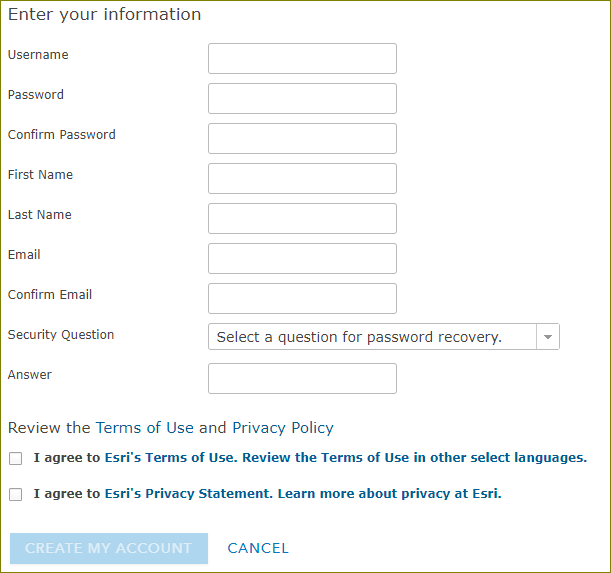 Enter your information
Username
Password
Confirm Password
First Name
Last Name
Email
Confirm Email
Security Question
Select a question for password recovery.
Answer
Review the Terms of Use and Privacy Policy
I agree to Esri's Terms of Use. Review the Terms of Use in other select languages.
I agree to Esri's Privacy Statement. Learn more about privacy at Esri.
CREATE MY ACCOUNT
CANCEL